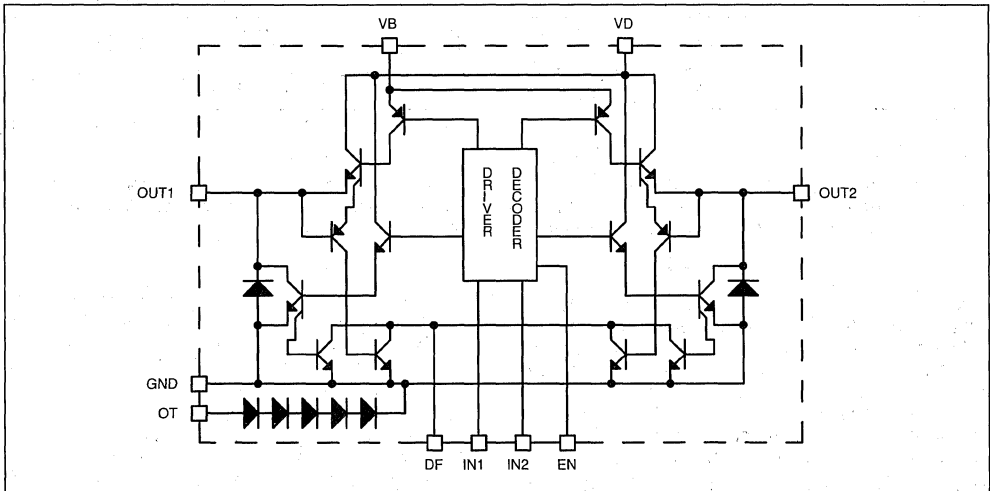 VB
VD
OUT1
DRIVER
DECODER
OUT2
GND
OT
DF
IN1
IN2
EN